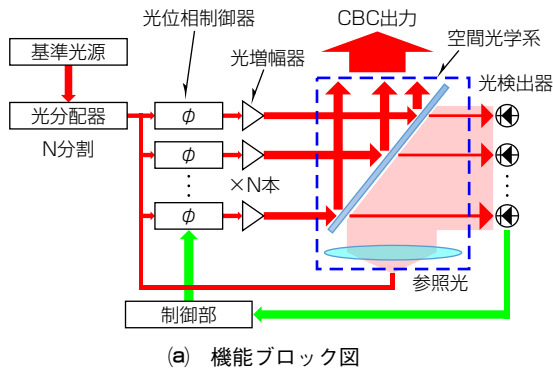 光位相制御器
CBC出力
空間光学系
基準光源
光増幅器
光検出器
光分配器
φ
N分割
φ
×N本
φ
参照光
制御部
(a) 機能ブロック図